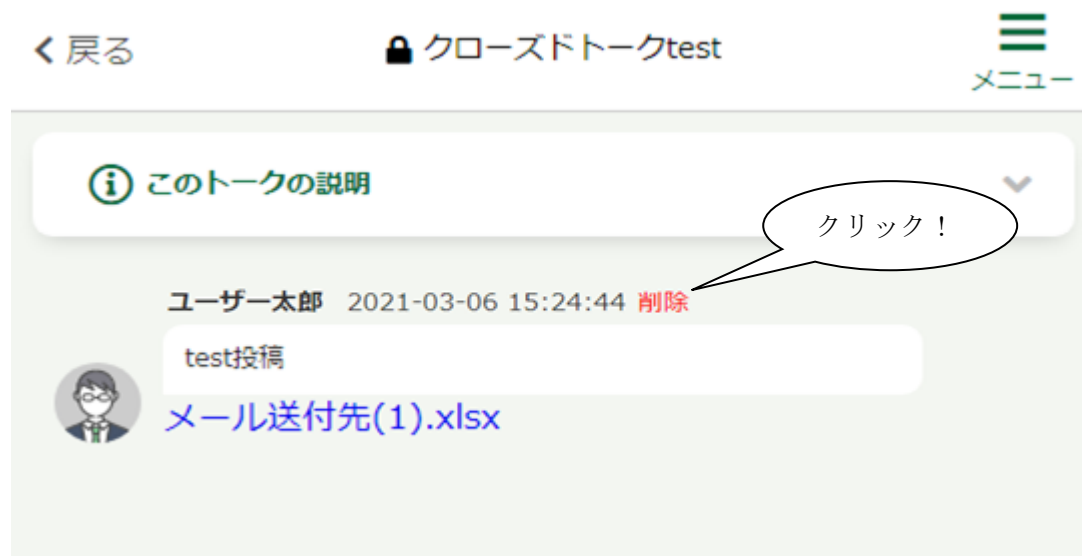 戻る
クローズドトークtest
メニュー
このトークの説明
クリック！
ユーザー太郎 2021-03-06 15:24:44 削除
test投稿
メール送付先(1).xlsx